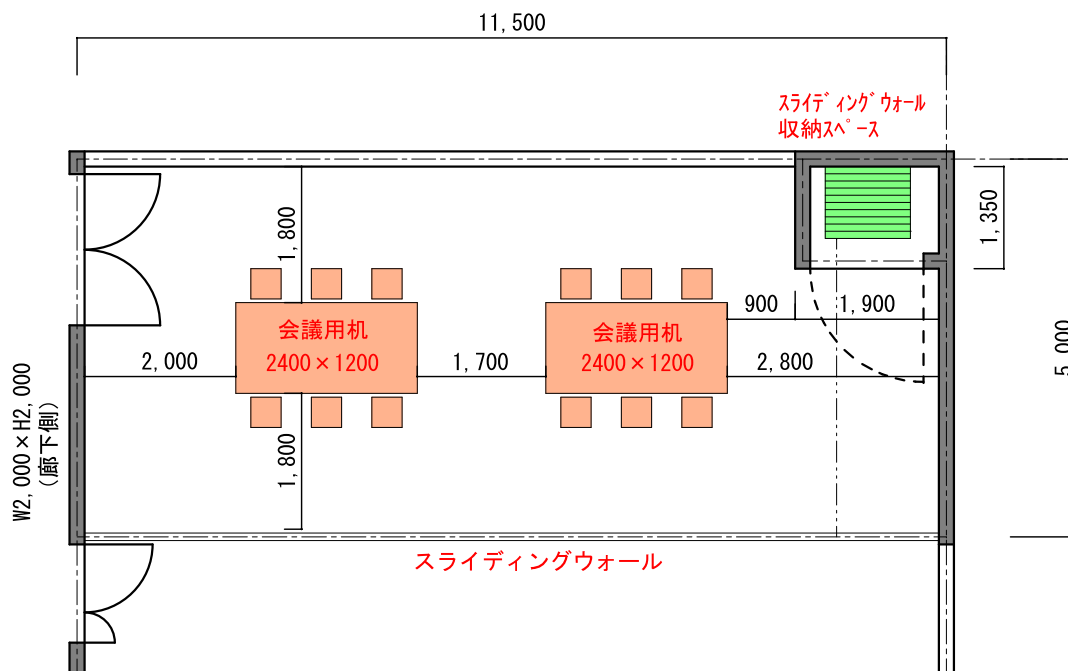 11,500
スライディングウォール
収納スペース
1,350
1,800
会議用机
2400×1200
会議用机
2400×1200
900
1,900
2,000
1,700
2,800
5,000
W2,000×H2,000
(廊下側)
1,800
スライディングウォール